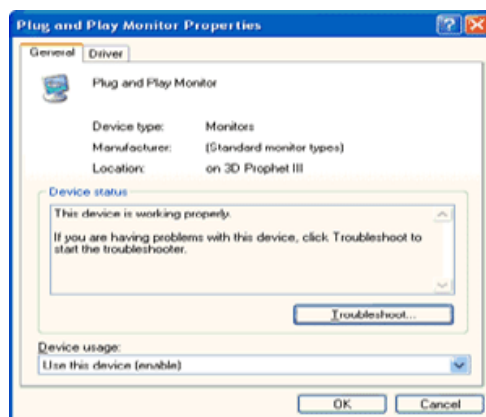 Plug and Play Monitor Properties
General Driver
Plug and Play Monitor
Device type: Monitors
Manufacturer: (Standard monitor types)
Location: on 3D Prophet III
Device status
This device is working properly.
If you are having problems with this device, click Troubleshoot to
start the troubleshooter.
Troubleshoot...
Device usage:
Use this device (enable)
OK Cancel